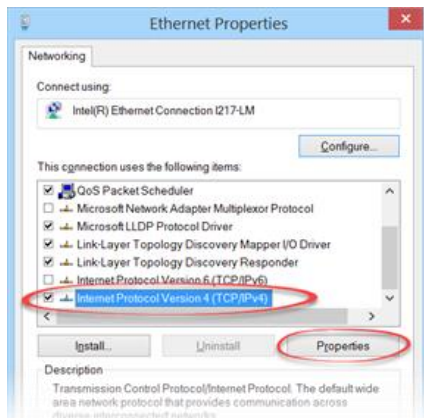 Ethernet Properties
Networking
Connect using:
Intel(R) Ethernet Connection I217-LM
Configure...
This connection uses the following items:
QoS Packet Scheduler
Microsoft Network Adapter Multiplexor Protocol
Microsoft LLDP Protocol Driver
Link-Layer Topology Discovery Mapper I/O Driver
Link-Layer Topology Discovery Responder
Internet Protocol Version 6 (TCP/IPv6)
Internet Protocol Version 4 (TCP/IPv4)
Install...
Uninstall
Properties
Description
Transmission Control Protocol/Internet Protocol. The default wide
area network protocol that provides communication across
diverse interconnected networks.